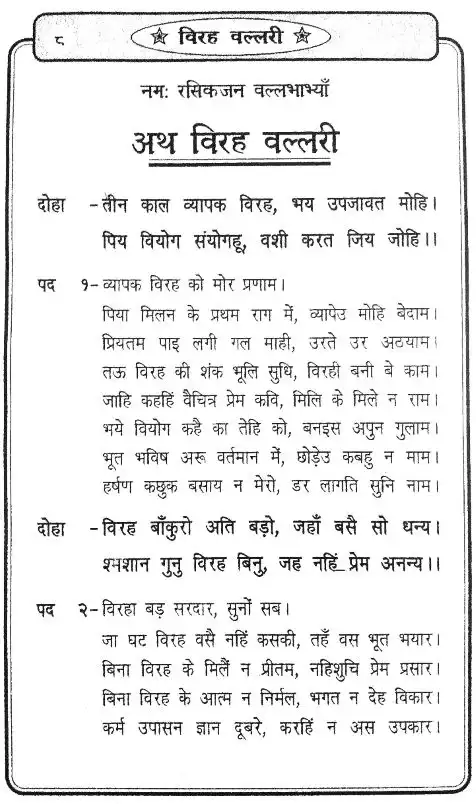 ८
विरह वल्लरी
नमः रसिकजन वल्लभाभ्याँ
अथ विरह वल्लरी
दोहा - तीन काल व्यापक विरह, भय उपजावत मोहि।
पिय वियोग संयोगहू, वशी करत जिय जोहि।।
पद १- व्यापक विरह को मोर प्रणाम।
पिया मिलन के प्रथम राग में, व्यापेउ मोहि बेदाम।
प्रियतम पाइ लगी गल माही, उरते उर अठयाम।
तऊ विरह की शंक भूलि सुधि, विरही बनी बे काम।
जाहि कहहिं वैचित्र प्रेम कवि, मिलि के मिले न राम।
भये वियोग कहै का तेहि को, बनइस अपुन गुलाम।
भूत भविष अरू वर्तमान में, छोड़ेउ कबहु न माम।
हर्षण कछुक बसाय न मेरो, डर लागति सुनि नाम।
दोहा - विरह बाँकुरो अति बड़ो, जहाँ बसै सो धन्य।
श्मशान गुनु विरह बिनु, जह नहिं प्रेम अनन्य।।
पद २- विरहा बड़ सरदार, सुनों सब।
जा घट विरह वसै नहिं कसकी, तहँ वस भूत भयार।
बिना विरह के मिलैं न प्रीतम, नहिशुचि प्रेम प्रसार।
बिना विरह के आत्म न निर्मल, भगत न देह विकार।
कर्म उपासन ज्ञान दूबरे, करहिं न अस उपकार।